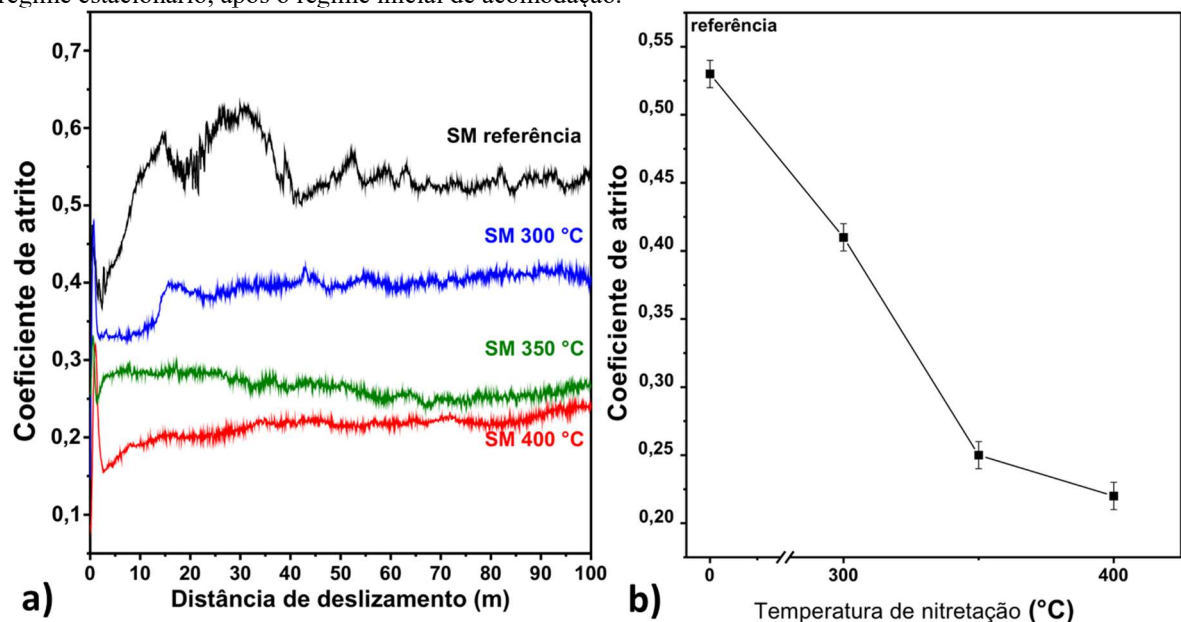 regime estacionário, após o regime inicial de acomodação.
0,7
0,6
0,5
0,4
0,3
0,2
0,1
Coeficiente de atrito
SM referência
SM 300 °C
SM 350 °C
SM 400 °C
0 10 20 30 40 50 60 70 80 90 100
Distância de deslizamento (m)
a)
referência
0,55
0,50
0,45
0,40
0,35
0,30
0,25
0,20
Coeficiente de atrito
0 300 400
Temperatura de nitretação (°C)
b)